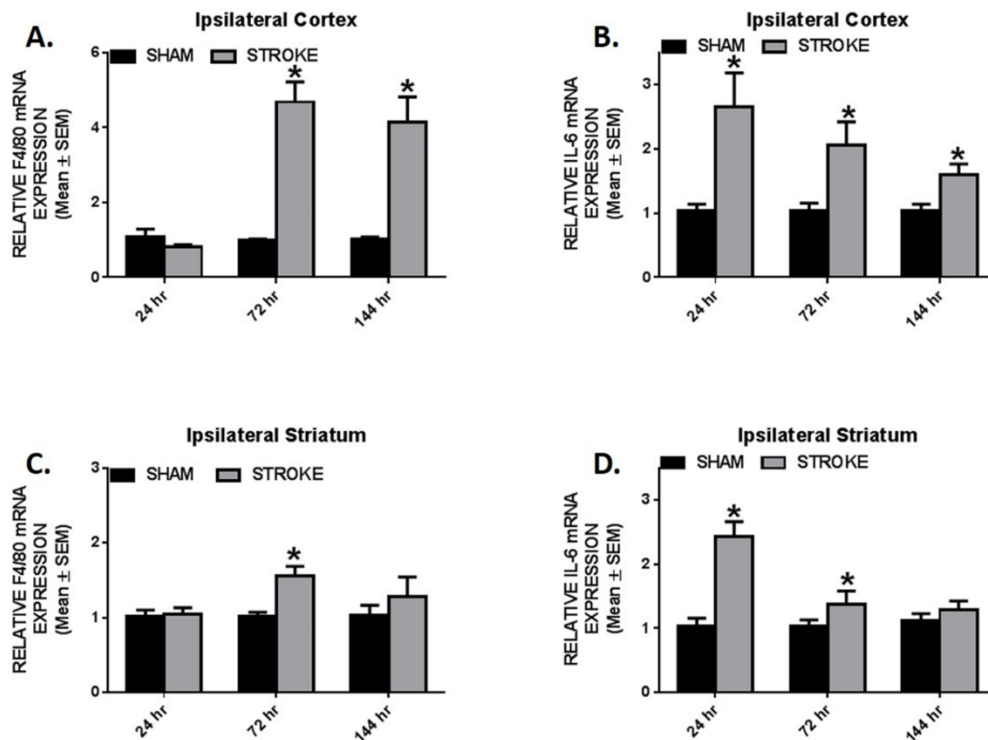 A.
Ipsilateral Cortex
SHAM STROKE
RELATIVE F4/80 mRNA
EXPRESSION
(Mean ± SEM)
6
4
2
0
* *
24 hr
72 hr
144 hr
B.
Ipsilateral Cortex
SHAM STROKE
RELATIVE IL-6 mRNA
EXPRESSION
(Mean ± SEM)
3
2
1
0
* * *
24 hr
72 hr
144 hr
C.
Ipsilateral Striatum
SHAM STROKE
RELATIVE F4/80 mRNA
EXPRESSION
(Mean ± SEM)
3
2
1
0
*
24 hr
72 hr
144 hr
D.
Ipsilateral Striatum
SHAM STROKE
RELATIVE IL-6 mRNA
EXPRESSION
(Mean ± SEM)
3
2
1
0
* *
24 hr
72 hr
144 hr